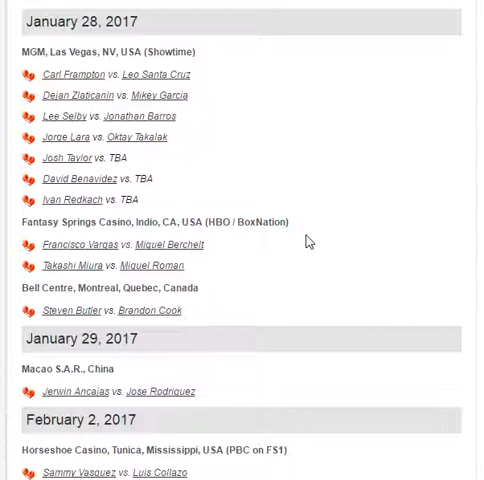 January 28, 2017
MGM, Las Vegas, NV, USA (Showtime)
Carl Frampton vs. Leo Santa Cruz
Dejan Zlaticanin vs. Mikey Garcia
Lee Selby vs. Jonathan Barros
Jorge Lara vs. Oktay Takalak
Josh Taylor vs. TBA
David Benavidez vs. TBA
Ivan Redkach vs. TBA
Fantasy Springs Casino, Indio, CA, USA (HBO / BoxNation)
Francisco Vargas vs. Miguel Berchelt
Takashi Miura vs. Miguel Roman
Bell Centre, Montreal, Quebec, Canada
Steven Butler vs. Brandon Cook
January 29, 2017
Macao S.A.R., China
Jerwin Ancajas vs. Jose Rodriguez
February 2, 2017
Horseshoe Casino, Tunica, Mississippi, USA (PBC on FS1)
Sammy Vasquez vs. Luis Collazo